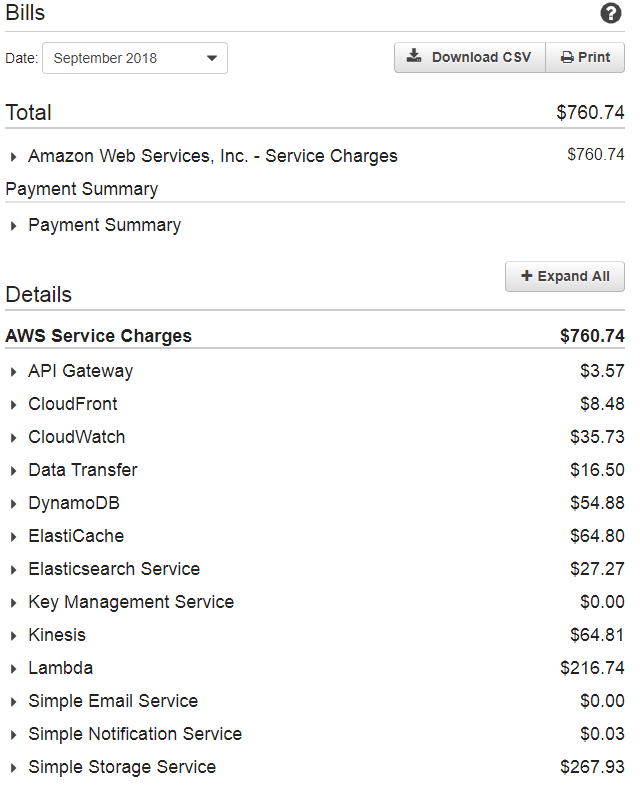 Bills
Date: September 2018 Download CSV Print
Total $760.74
Amazon Web Services, Inc. - Service Charges $760.74
Payment Summary
Payment Summary
Expand All
Details
AWS Service Charges $760.74
API Gateway $3.57
CloudFront $8.48
CloudWatch $35.73
Data Transfer $16.50
DynamoDB $54.88
ElastiCache $64.80
Elasticsearch Service $27.27
Key Management Service $0.00
Kinesis $64.81
Lambda $216.74
Simple Email Service $0.00
Simple Notification Service $0.03
Simple Storage Service $267.93